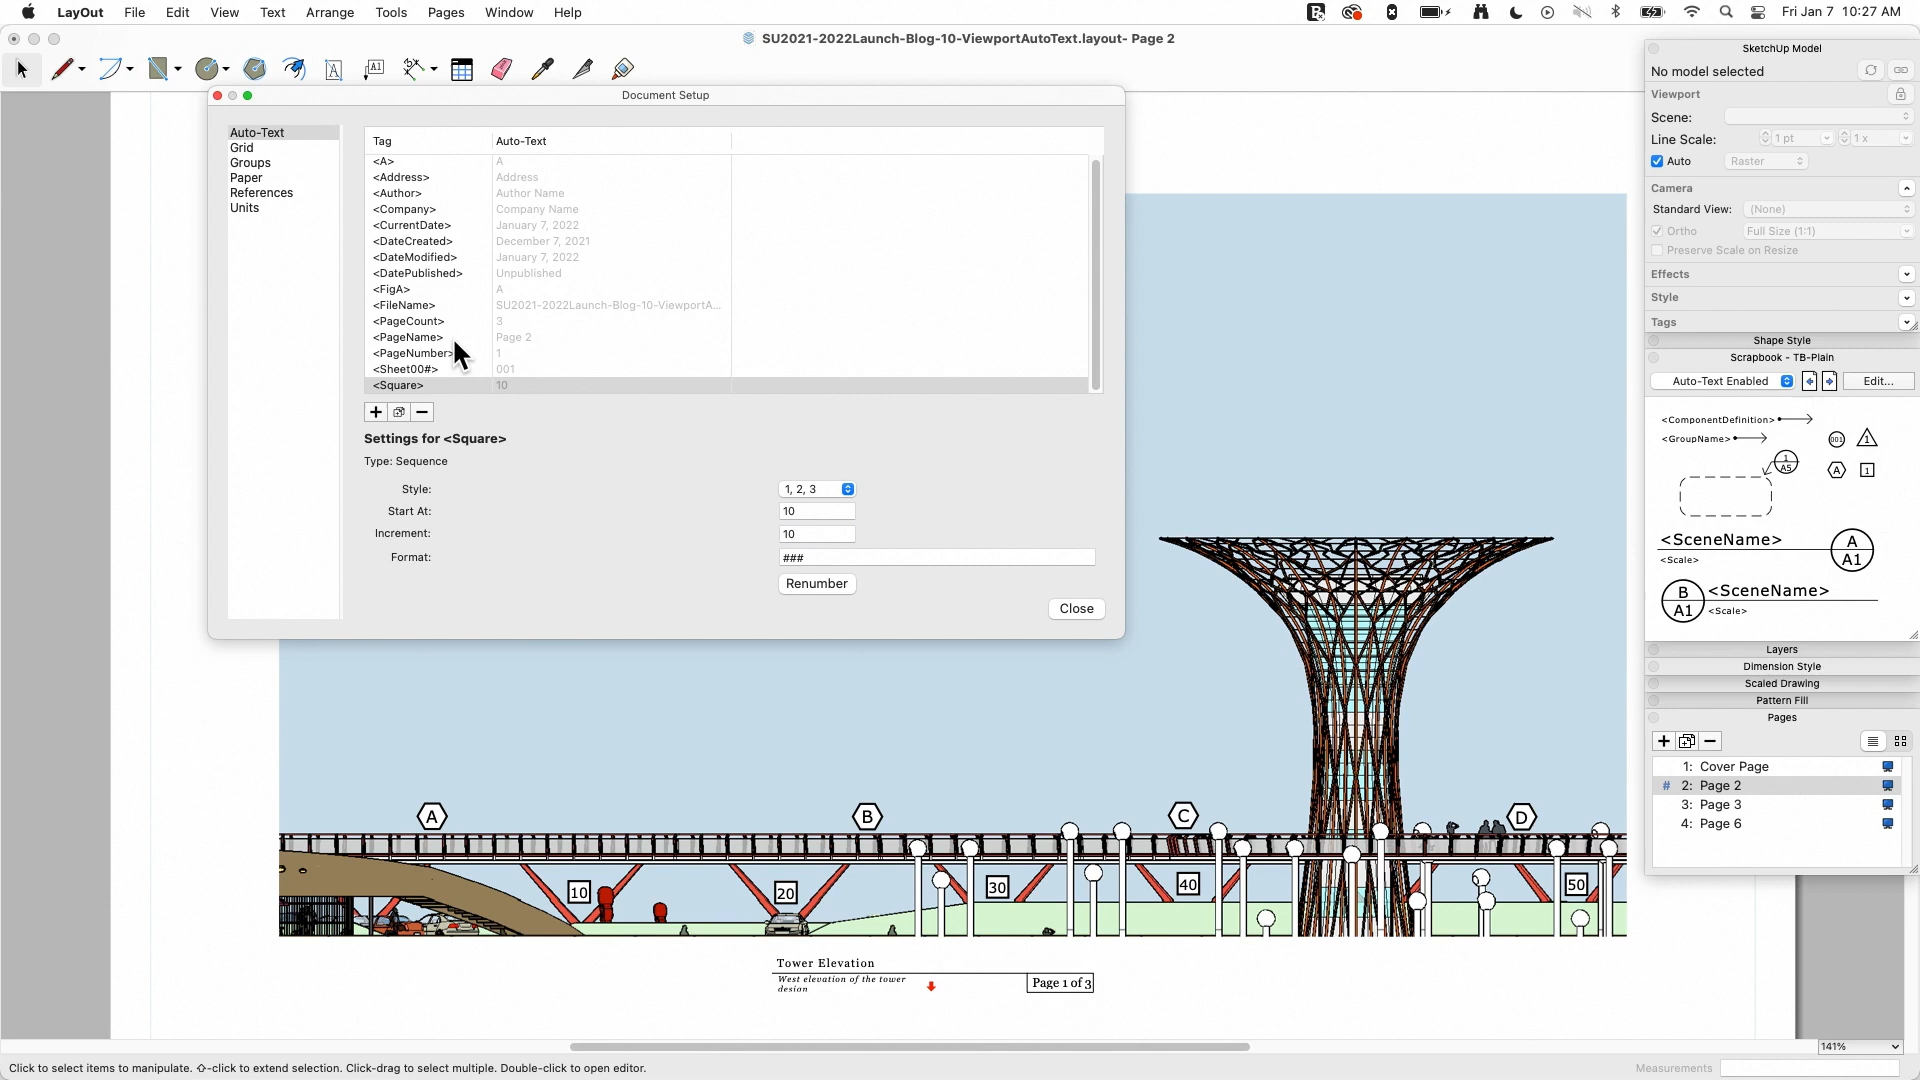 LayOut File Edit View Text Arrange Tools Pages Window Help Fri Jan 7 10:27 AM
SU2021-2022Launch-Blog-10-ViewportAutoText.layout- Page 2
A1
Document Setup
Auto-Text
Grid
Groups
Paper
References
Units
Tag Auto-Text
<A> A
<Address> Address
<Author> Author Name
<Company> Company Name
<CurrentDate> January 7, 2022
<DateCreated> December 7, 2021
<DateModified> January 7, 2022
<DatePublished> Unpublished
<FigA> A
<FileName> SU2021-2022Launch-Blog-10-ViewportA...
<PageCount> 3
<PageName> Page 2
<PageNumber> 1
<Sheet00#> 001
<Square> 10
Settings for <Square>
Type: Sequence
Style: 1, 2, 3
Start At: 10
Increment: 10
Format: ###
Renumber
Close
SketchUp Model
No model selected
Viewport
Scene:
Line Scale: 1 pt 1 x
Auto Raster
Camera
Standard View: (None)
Ortho Full Size (1:1)
Preserve Scale on Resize
Effects
Style
Tags
Shape Style
Scrapbook - TB-Plain
Auto-Text Enabled Edit...
<ComponentDefinition>
<GroupName> 001 1
1
A5
A 1
<SceneName> A
<Scale> A1
B <SceneName>
A1 <Scale>
Layers
Dimension Style
Scaled Drawing
Pattern Fill
Pages
1: Cover Page
# 2: Page 2
3: Page 3
4: Page 6
A B C D
10 20 30 40 50
Tower Elevation
West elevation of the tower
design
Page 1 of 3
141%
Click to select items to manipulate. ⇧-click to extend selection. Click-drag to select multiple. Double-click to open editor.
Measurements